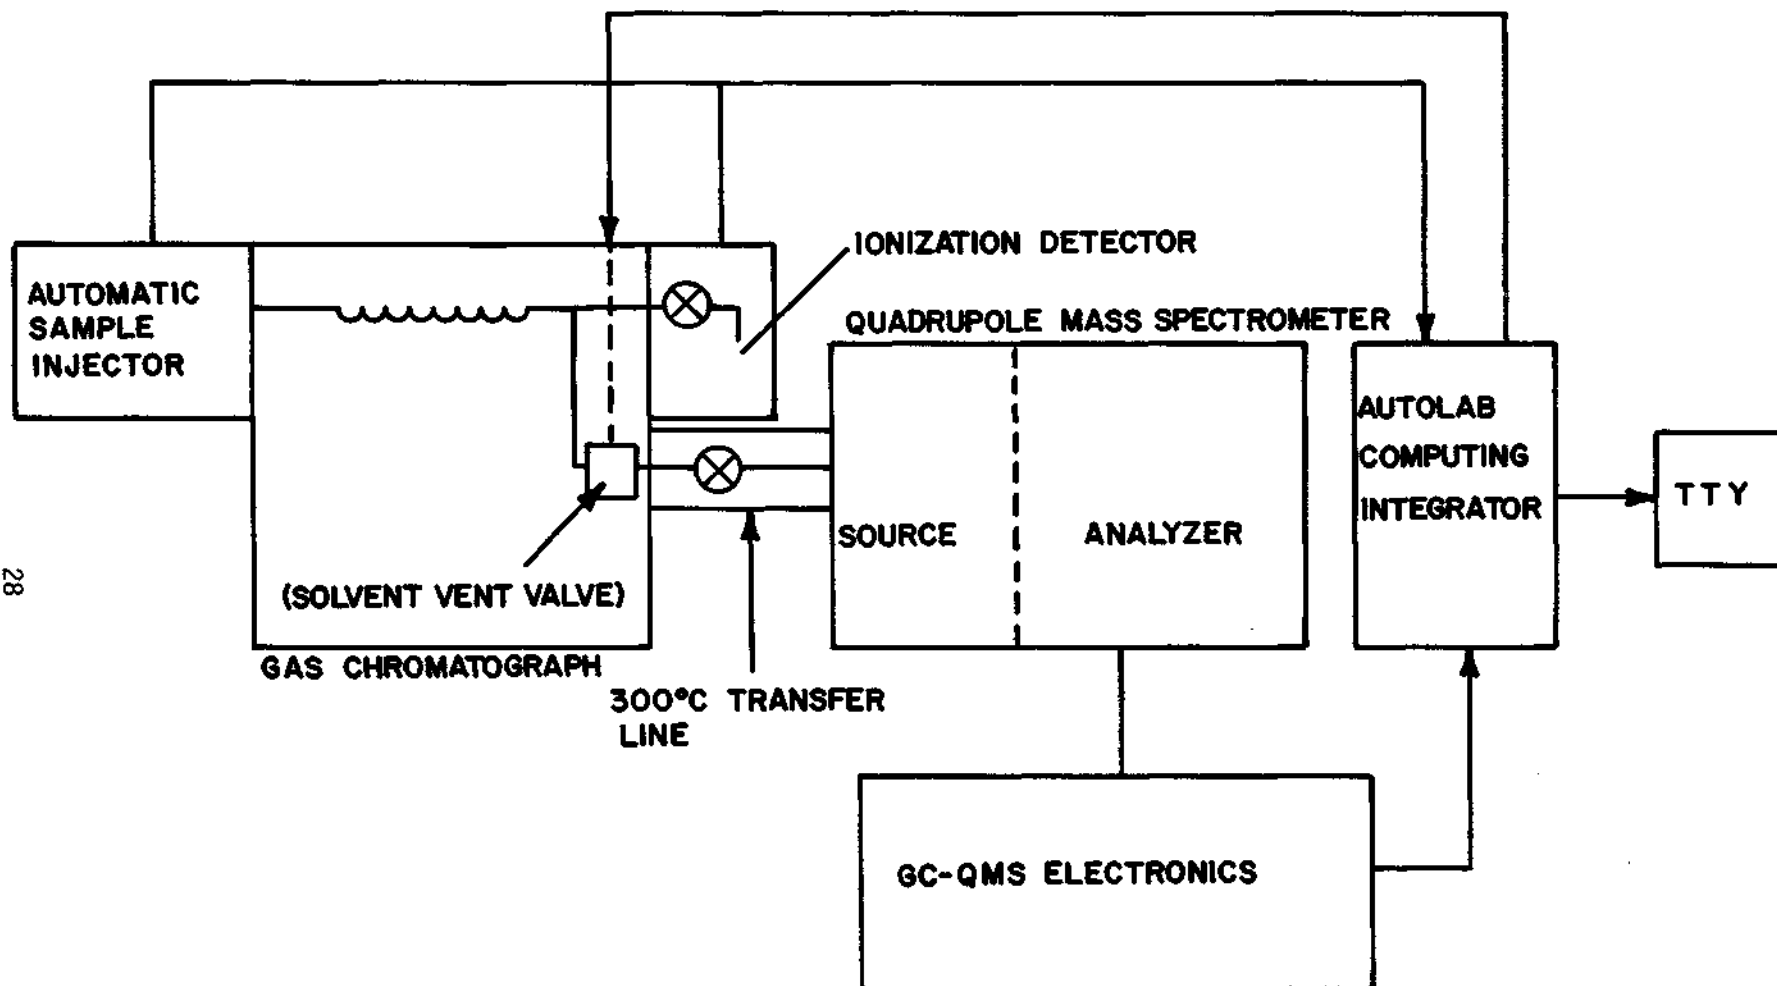 IONIZATION DETECTOR
AUTOMATIC
SAMPLE
INJECTOR
QUADRUPOLE MASS SPECTROMETER
AUTOLAB
COMPUTING
INTEGRATOR
TTY
SOURCE
ANALYZER
(SOLVENT VENT VALVE)
GAS CHROMATOGRAPH
300°C TRANSFER
LINE
GC-QMS ELECTRONICS
28